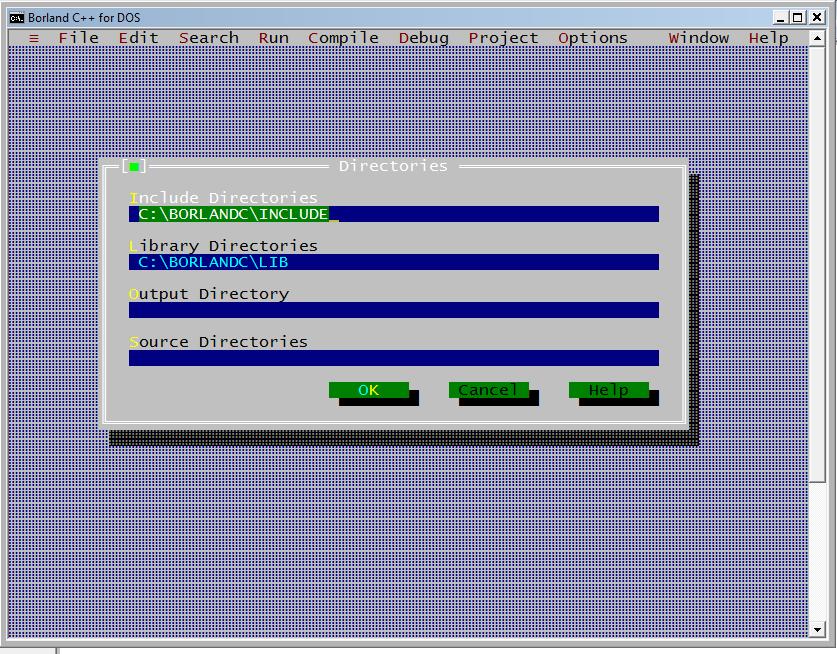 Borland C++ for DOS
≡ File Edit Search Run Compile Debug Project Options Window Help
[■] Directories
Include Directories
C:\BORLANDC\INCLUDE_
Library Directories
C:\BORLANDC\LIB
Output Directory
Source Directories
OK Cancel Help